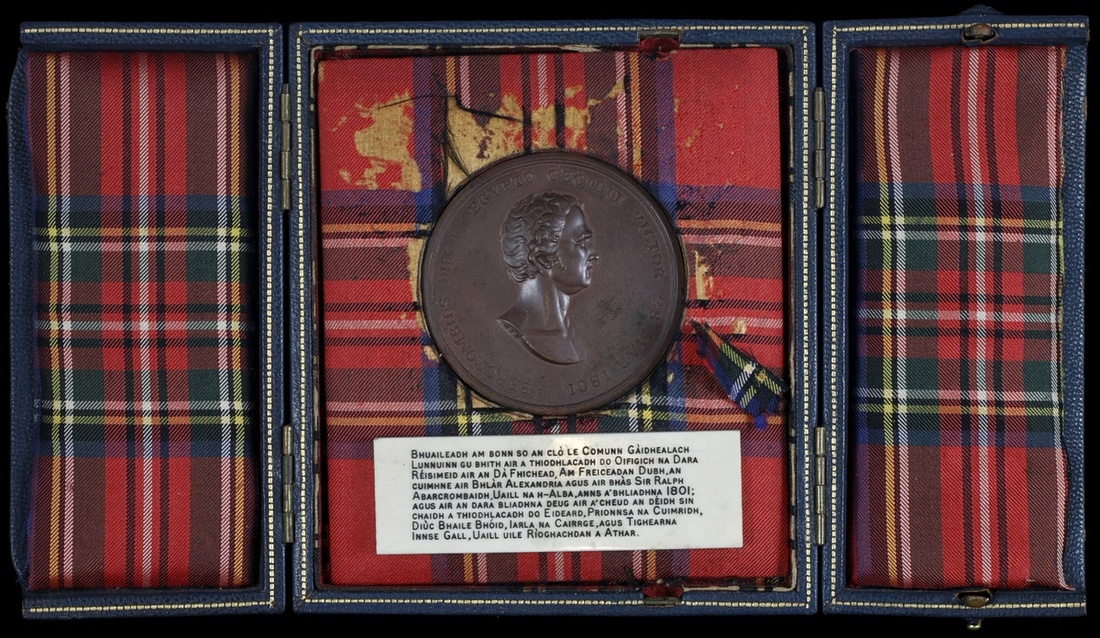 EGYPTO
VICTOR
1801
BHUAILEADH AM BONN SO AN CLÒ LE COMUNN GÀIDHEALACH
LUNNUINN GU BHITH AIR A THIODHLACADH DO OIFIGICH NA DARA
RÉISIMEID AIR AN DÀ FHICHEAD, AM FREICEADAN DUBH, AN
CUIMHNE AIR BHLÀR ALEXANDRIA AGUS AIR BHÀS SIR RALPH
ABARCROMBAIDH, UAILL NA H-ALBA, ANNS A' BHLIADHNA 1801;
AGUS AIR AN DARA BLIADHNA DEUG AIR A' CHEUD AN DÉIDH SIN
CHAIDH A THIODHLACADH DO EIDEARD, PRIONNSA NA CUIMRIDH,
DIÙC BHAILE BHÓID, IARLA NA CAIRRGE, AGUS TIGHEARNA
INNSE GALL, UAILL UILE RÌOGHACHDAN A ATHAR.